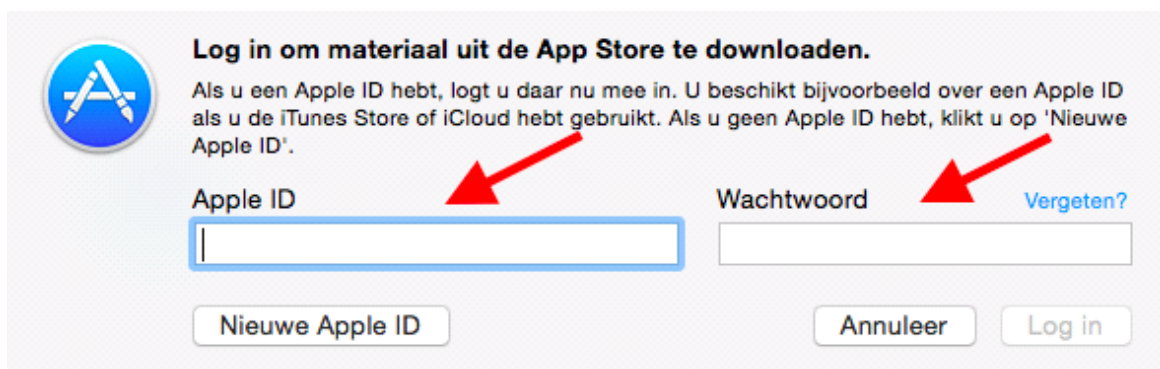 Log in om materiaal uit de App Store te downloaden.
Als u een Apple ID hebt, logt u daar nu mee in. U beschikt bijvoorbeeld over een Apple ID
als u de iTunes Store of iCloud hebt gebruikt. Als u geen Apple ID hebt, klikt u op 'Nieuwe
Apple ID'.
Apple ID
Wachtwoord
Vergeten?
Nieuwe Apple ID
Annuleer
Log in